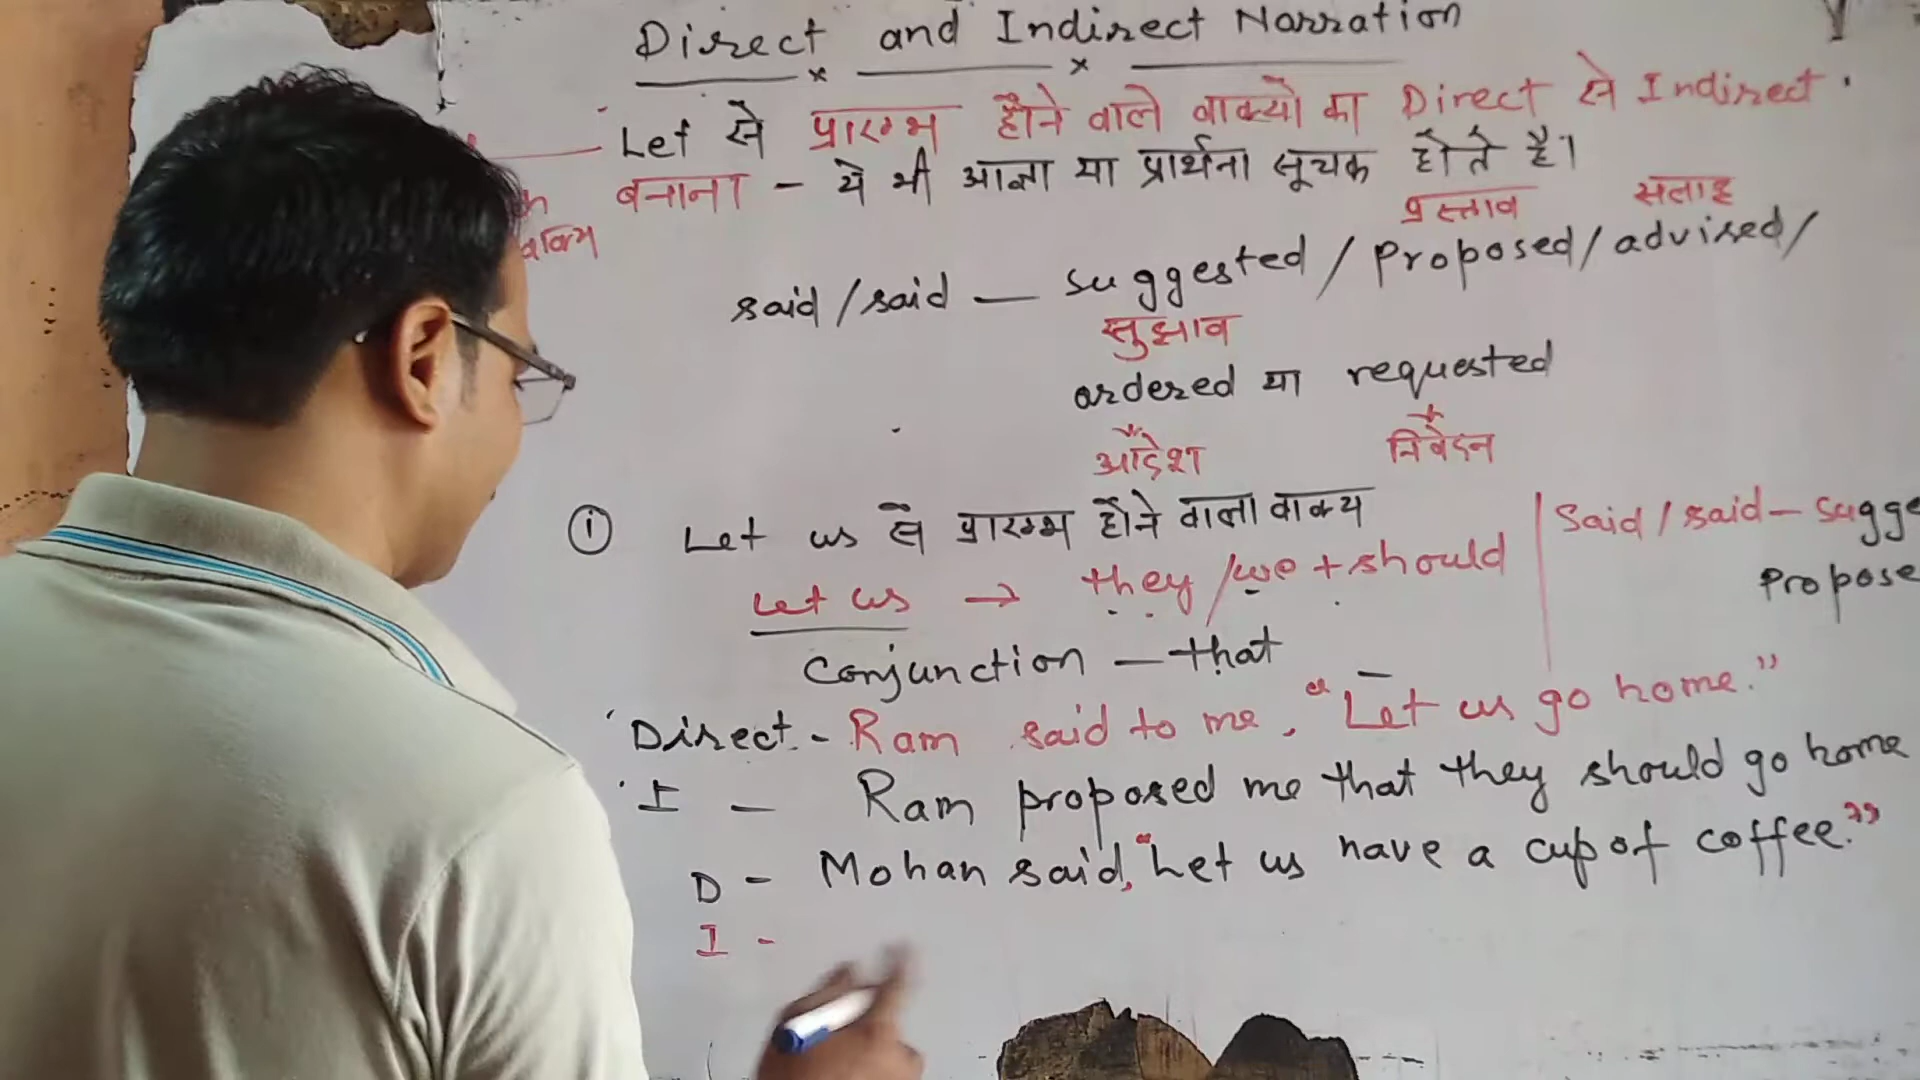 Direct and Indirect Narration
Let से प्रारम्भ होने वाले वाक्यों का Direct से Indirect
बनाना - ये भी आज्ञा या प्रार्थना सूचक होते है।
प्रस्ताव सलाह
said/said — suggested/proposed/advised/
सुझाव
ordered या requested
आदेश निवेदन
① Let us से प्रारम्भ होने वाला वाक्य
Let us → they/we + should
Said/said - sugge
Propose
Conjunction - that
Direct - Ram said to me, "Let us go home."
I - Ram proposed me that they should go home
D - Mohan said, "Let us have a cup of coffee."
I -